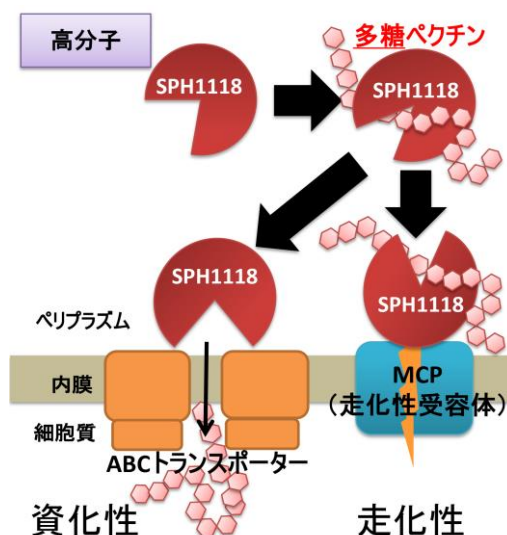 高分子
多糖ペクチン
SPH1118
SPH1118
SPH1118
SPH1118
ペリプラズム
内膜
MCP
（走化性受容体）
細胞質
ABCトランスポーター
資化性
走化性